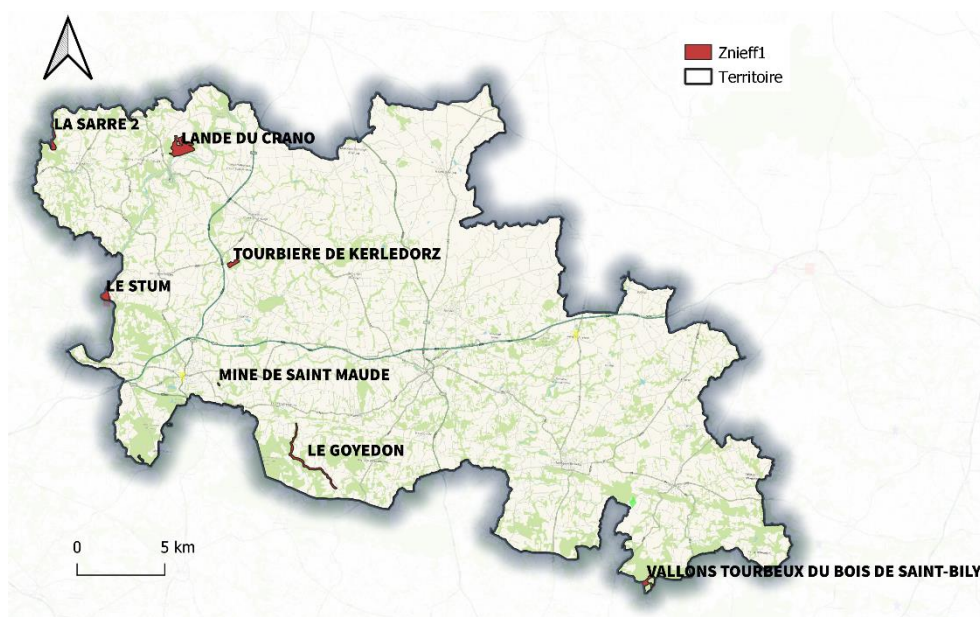 Znieff1
Territoire
LA SARRE 2
LANDE DU CRANO
TOURBIERE DE KERLEDORZ
LE STUM
MINE DE SAINT MAUDE
LE GOYEDON
0 5 km
VALLONS TOURBEUX DU BOIS DE SAINT-BILY